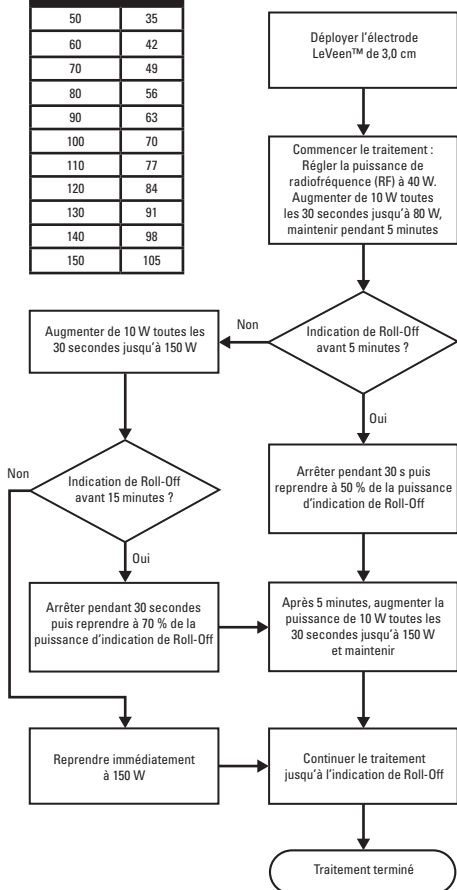 50 35
60 42
70 49
80 56
90 63
100 70
110 77
120 84
130 91
140 98
150 105
Déployer l'électrode
LeVeen™ de 3,0 cm
Commencer le traitement :
Régler la puissance de
radiofréquence (RF) à 40 W.
Augmenter de 10 W toutes
les 30 secondes jusqu'à 80 W,
maintenir pendant 5 minutes
Indication de Roll-Off
avant 5 minutes ?
Non
Augmenter de 10 W toutes les
30 secondes jusqu'à 150 W
Oui
Arrêter pendant 30 s puis
reprendre à 50 % de la puissance
d'indication de Roll-Off
Indication de Roll-Off
avant 15 minutes ?
Non
Oui
Arrêter pendant 30 secondes
puis reprendre à 70 % de la
puissance d'indication de Roll-Off
Après 5 minutes, augmenter la
puissance de 10 W toutes les
30 secondes jusqu'à 150 W
et maintenir
Reprendre immédiatement
à 150 W
Continuer le traitement
jusqu'à l'indication de Roll-Off
Traitement terminé